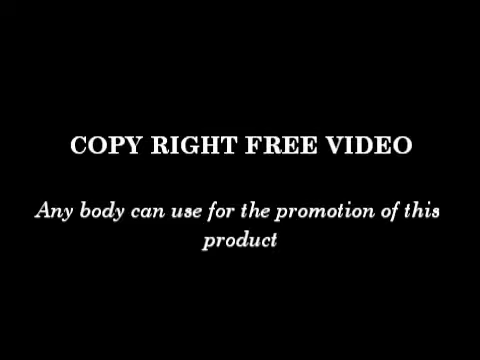 COPY RIGHT FREE VIDEO
Any body can use for the promotion of this
product